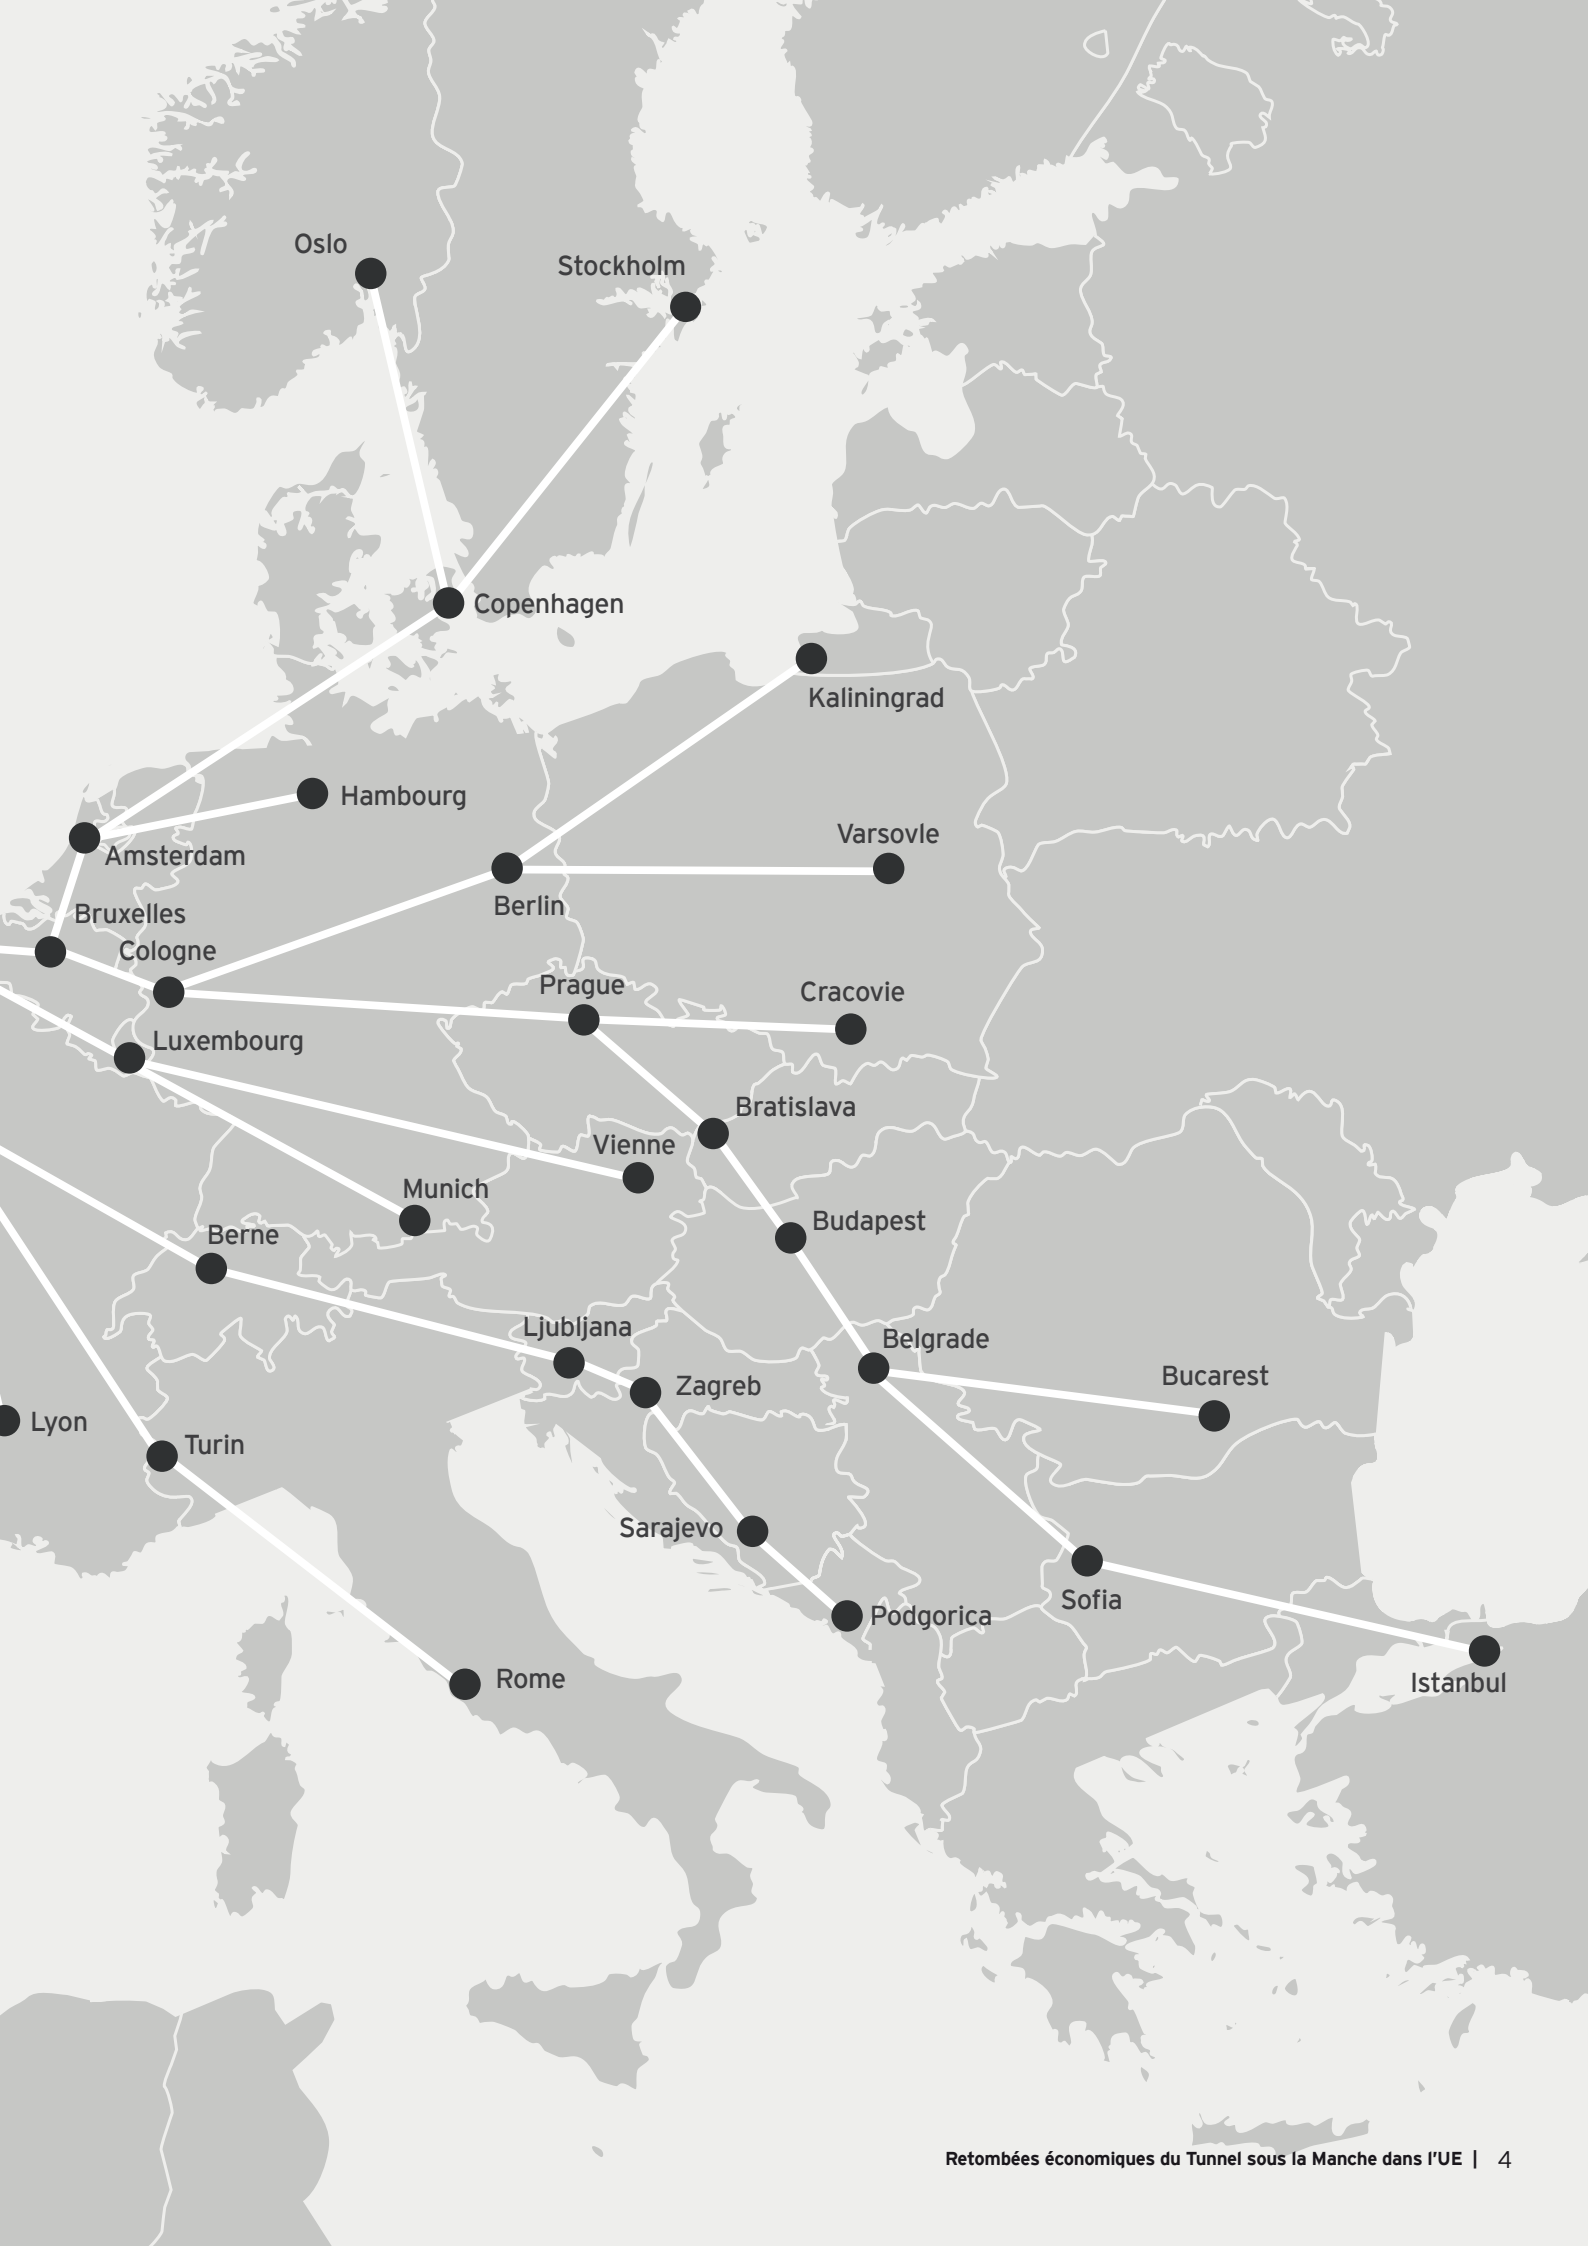 Oslo
Stockholm
Copenhagen
Kaliningrad
Hambourg
Varsovle
Amsterdam
Berlin
Bruxelles
Cologne
Prague
Cracovie
Luxembourg
Bratislava
Vienne
Munich
Budapest
Berne
Ljubljana
Belgrade
Zagreb
Bucarest
Lyon
Turin
Sarajevo
Sofia
Podgorica
Rome
Istanbul
Retombées économiques du Tunnel sous la Manche dans l'UE | 4